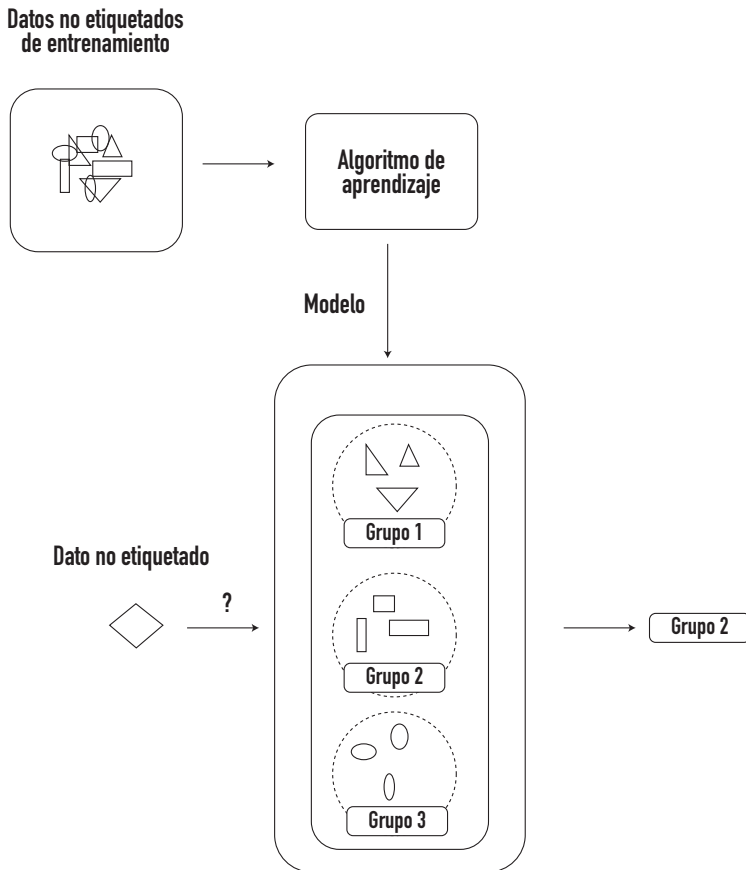 Datos no etiquetados
de entrenamiento
Algoritmo de
aprendizaje
Modelo
Grupo 1
Dato no etiquetado
?
Grupo 2
Grupo 2
Grupo 3